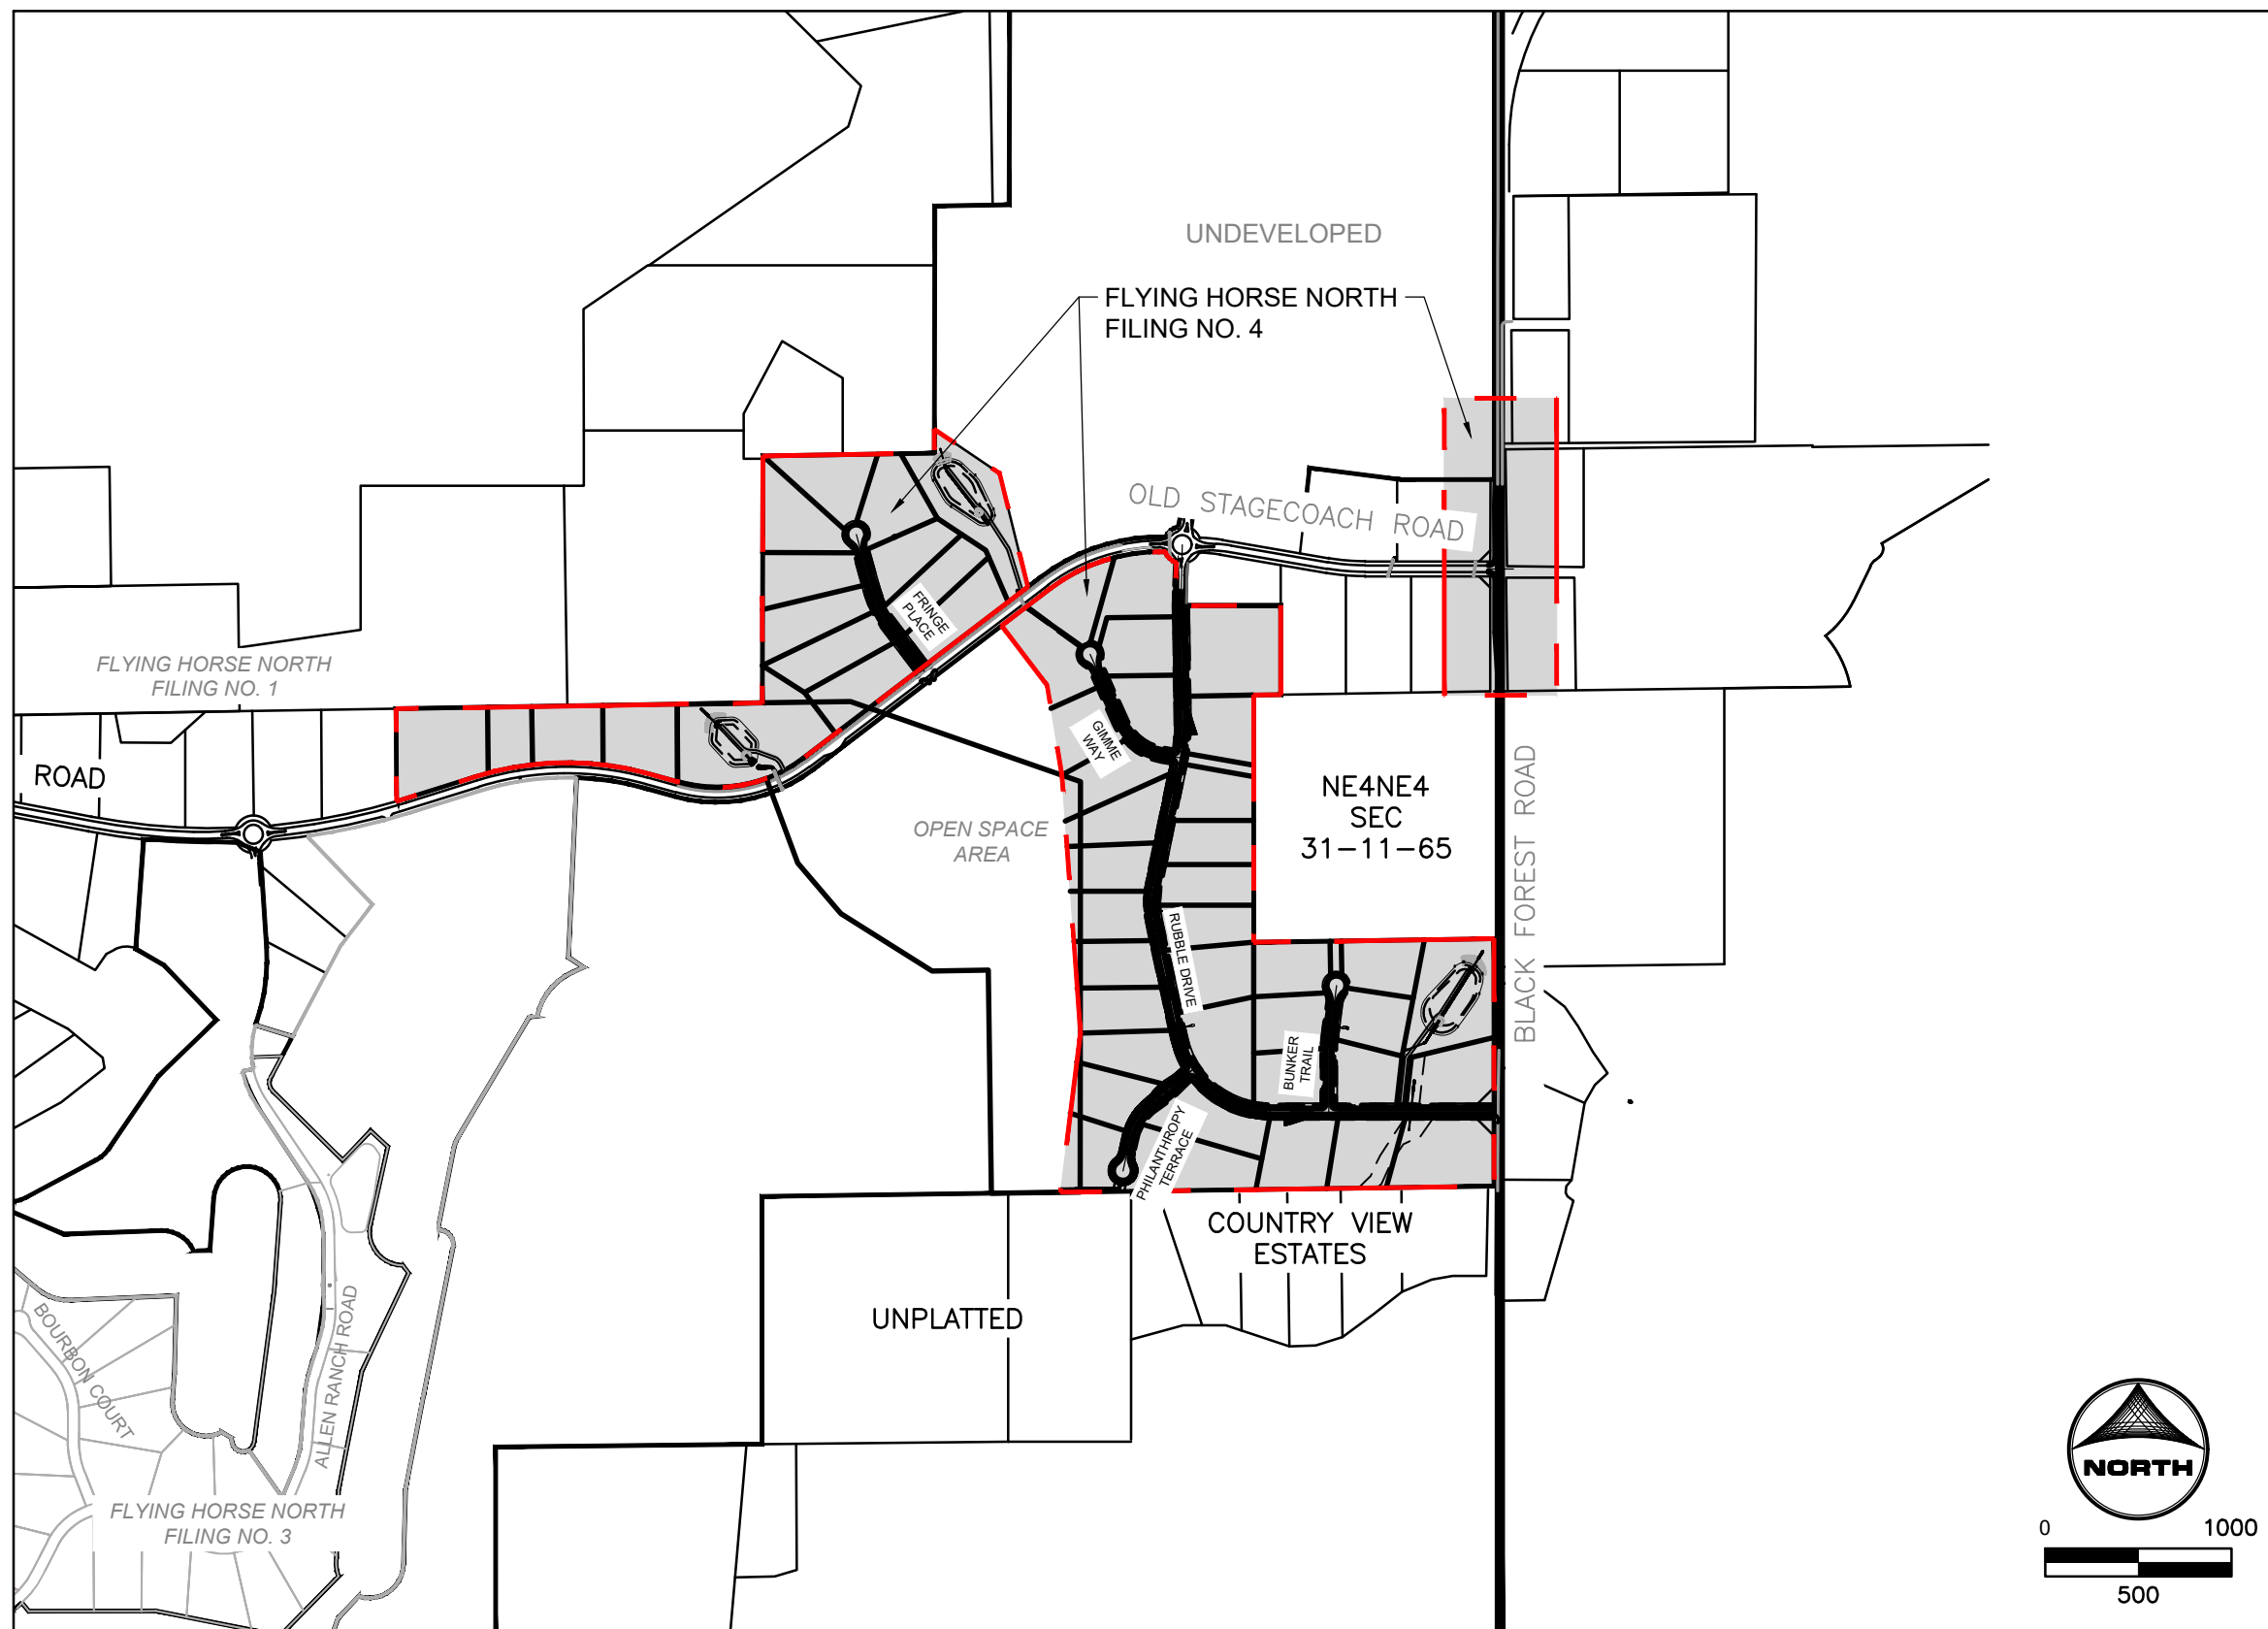 UNDEVELOPED
FLYING HORSE NORTH
FILING NO. 4
OLD STAGECOACH ROAD
FRINGE
PLACE
FLYING HORSE NORTH
FILING NO. 1
GIMME
WAY
ROAD
NE4NE4
SEC
31-11-65
BLACK FOREST ROAD
OPEN SPACE
AREA
RUBBLE DRIVE
BUNKER
TRAIL
PHILANTHROPY
TERRACE
COUNTRY VIEW
ESTATES
UNPLATTED
BOURBON COURT
ALLEN RANCH ROAD
FLYING HORSE NORTH
FILING NO. 3
NORTH
0 1000
500